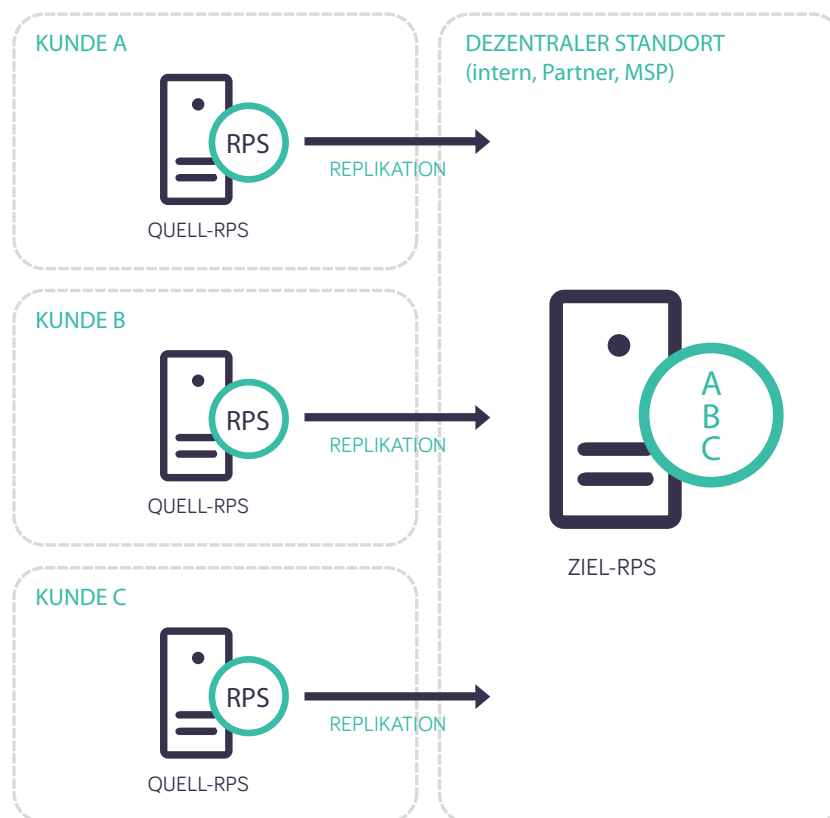 KUNDE A
RPS
REPLIKATION
QUELL-RPS
KUNDE B
RPS
REPLIKATION
QUELL-RPS
KUNDE C
RPS
REPLIKATION
QUELL-RPS
DEZENTRALER STANDORT
(intern, Partner, MSP)
A
B
C
ZIEL-RPS